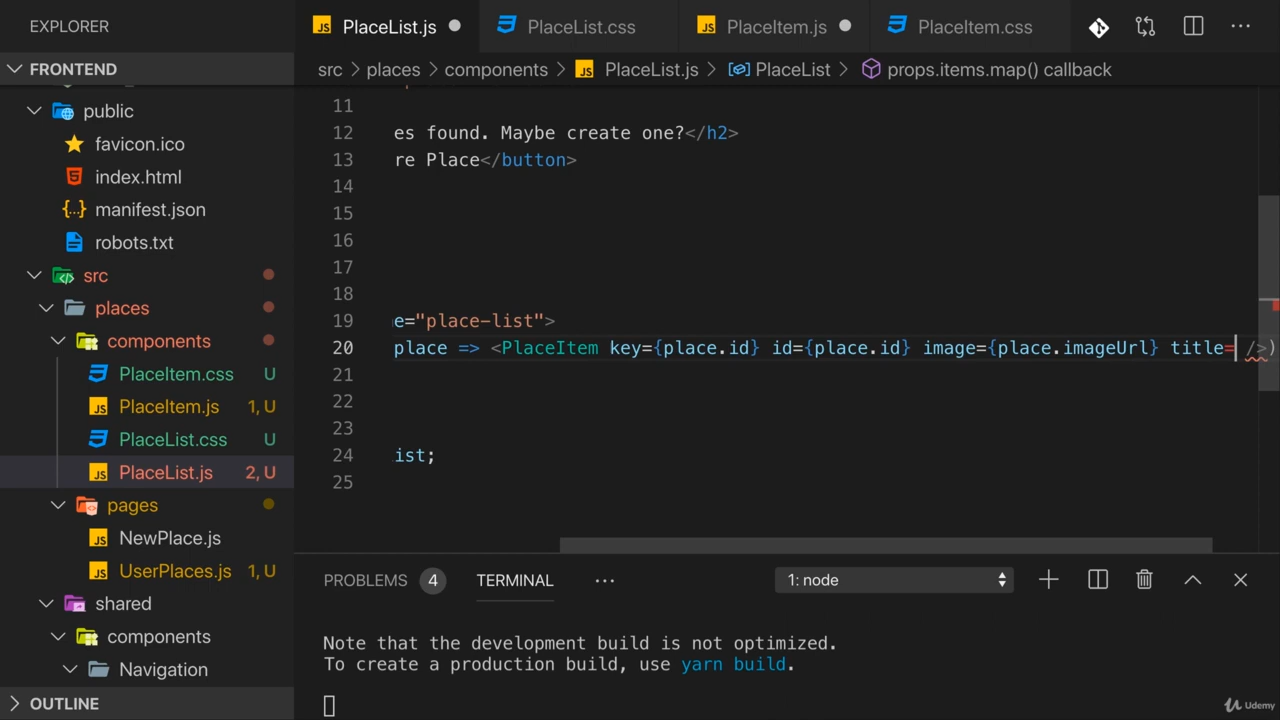 EXPLORER
PlaceList.js
PlaceList.css
PlaceItem.js
PlaceItem.css
FRONTEND
src > places > components > PlaceList.js > PlaceList > props.items.map() callback
public
favicon.ico
index.html
manifest.json
robots.txt
src
places
components
PlaceItem.css U
PlaceItem.js 1, U
PlaceList.css U
PlaceList.js 2, U
pages
NewPlace.js
UserPlaces.js 1, U
shared
components
Navigation
OUTLINE
11
12 es found. Maybe create one?</h2>
13 re Place</button>
14
15
16
17
18
19 e="place-list">
20 place => <PlaceItem key={place.id} id={place.id} image={place.imageUrl} title= />)
21
22
23
24 ist;
25
PROBLEMS 4 TERMINAL ··· 1: node
Note that the development build is not optimized.
To create a production build, use yarn build.
Udemy